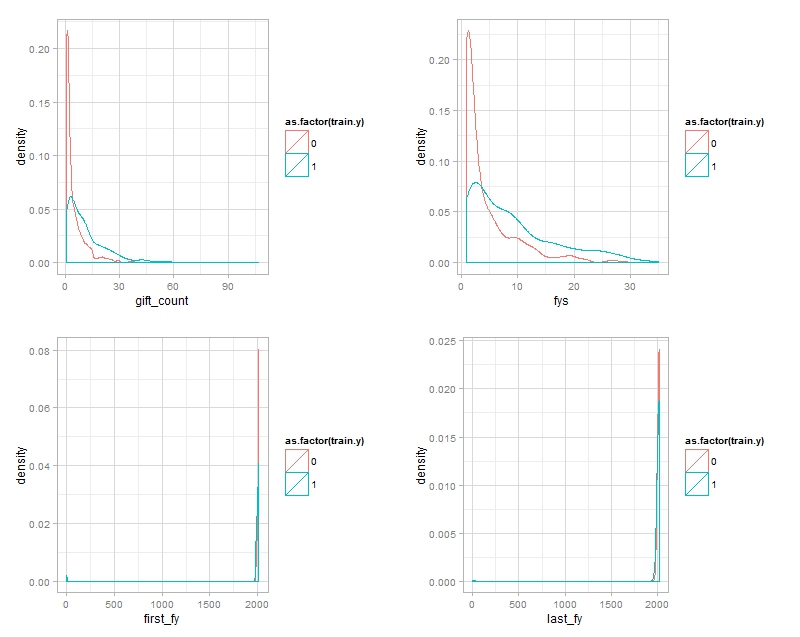 density
0.20
0.15
0.10
0.05
0.00
0 30 60 90
gift_count
as.factor(train.y)
0
1
density
0.20
0.15
0.10
0.05
0.00
0 10 20 30
fys
as.factor(train.y)
0
1
density
0.08
0.06
0.04
0.02
0.00
0 500 1000 1500 2000
first_fy
as.factor(train.y)
0
1
density
0.025
0.020
0.015
0.010
0.005
0.000
0 500 1000 1500 2000
last_fy
as.factor(train.y)
0
1